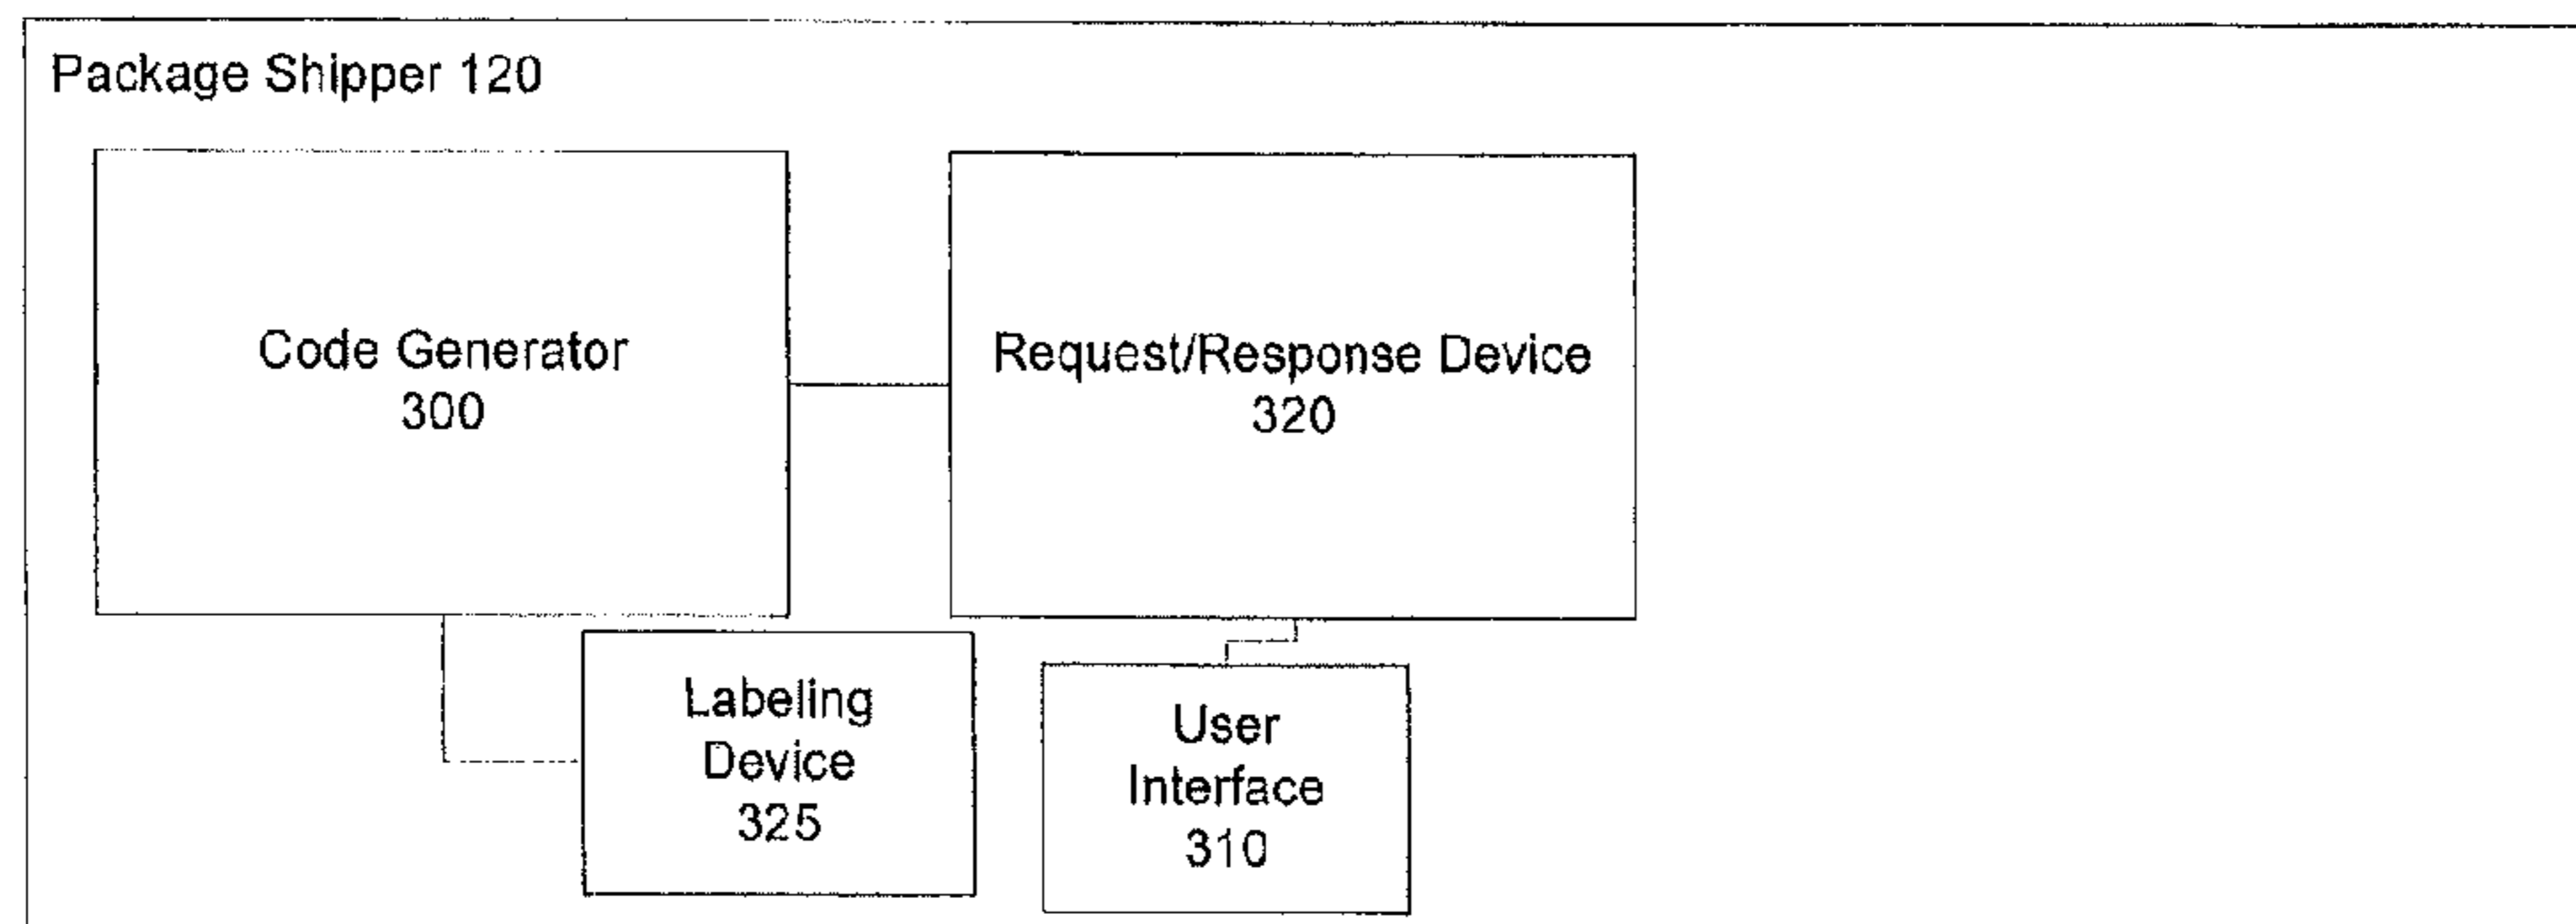 Package Shipper 120
Code Generator
300
Request/Response Device
320
Labeling
Device
325
User
Interface
310